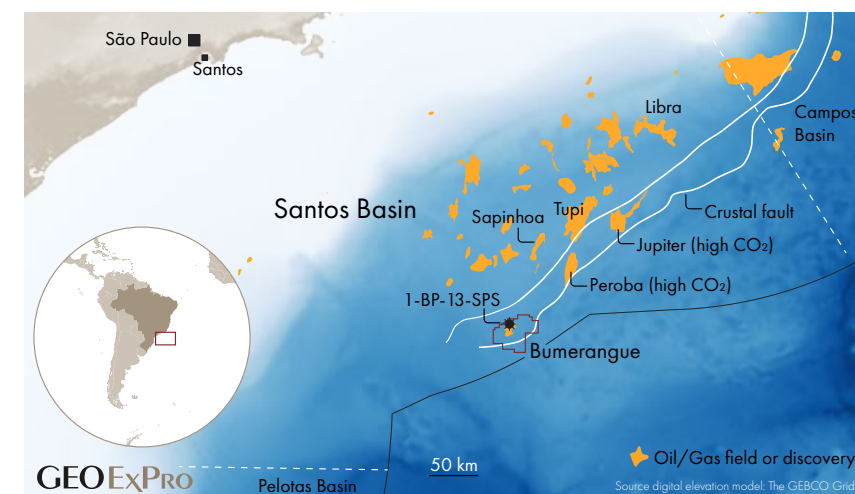 São Paulo
Santos
Libra
Campos
Basin
Santos Basin
Sapinhoa
Tupi
Crustal fault
Jupiter (high CO₂)
Peroba (high CO₂)
1-BP-13-SPS
Bumerangue
50 km
Oil/Gas field or discovery
GEOExPro
Pelotas Basin
Source digital elevation model: The GEBCO Grid